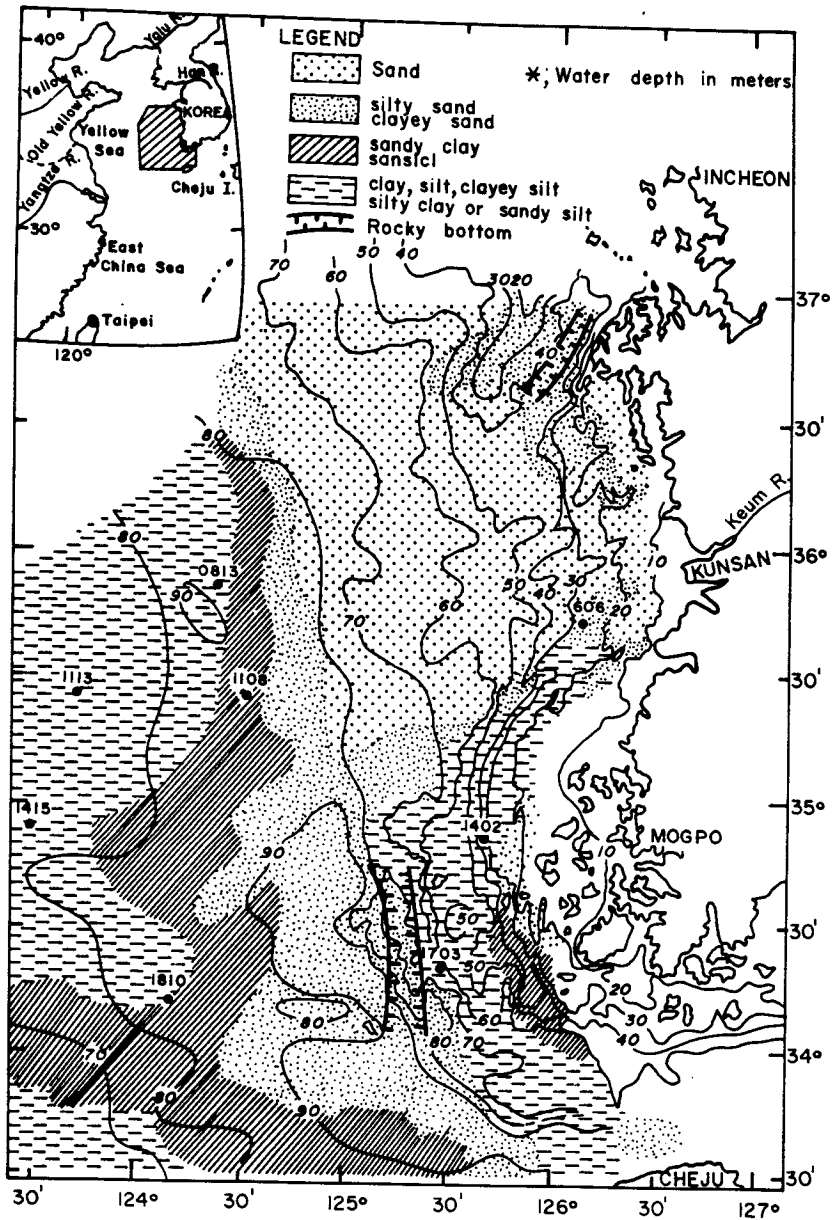 40°
Yalu R.
Han R.
Yellow R.
KOREA
Old Yellow R.
Yellow
Sea
Yangtze R.
Cheju I.
30°
East
China Sea
Taipei
120°
LEGEND
Sand
*; Water depth in meters
silty sand
clayey sand
sandy clay
sansicl
clay, silt, clayey silt
silty clay or sandy silt
Rocky bottom
INCHEON
70
60
50
40
30
20
37°
40
80
30'
Keum R.
80
36°
0813
90
50
30
10
KUNSAN
40
606
20
60
70
1113
1108
30'
35°
1415
1402
MOGPO
90
10
50
30'
1703
50
1810
20
80
60
30
80
70
40
34°
70
80
90
30'
CHEJU
30'
124°
30'
125°
30'
126°
30'
127°